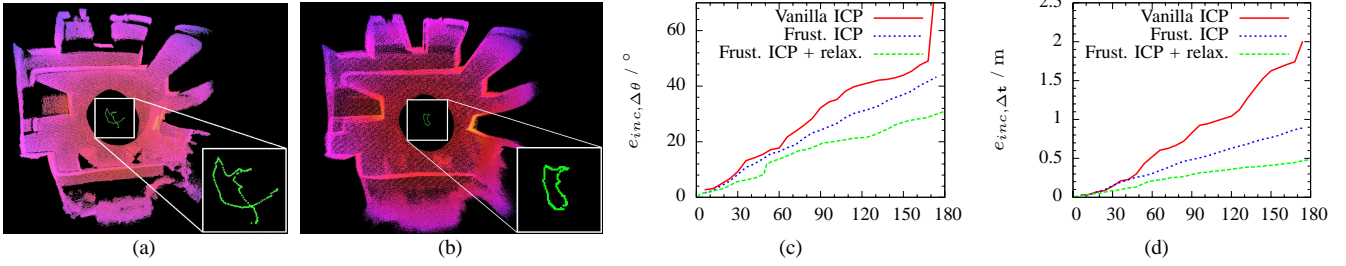 (a)
(b)
Vanilla ICP
Frust. ICP
Frust. ICP + relax.
e_{inc,Δθ} / °
60
40
20
0
0 30 60 90 120 150 180
(c)
Vanilla ICP
Frust. ICP
Frust. ICP + relax.
e_{inc,Δt} / m
2.5
2
1.5
1
0.5
0
0 30 60 90 120 150 180
(d)